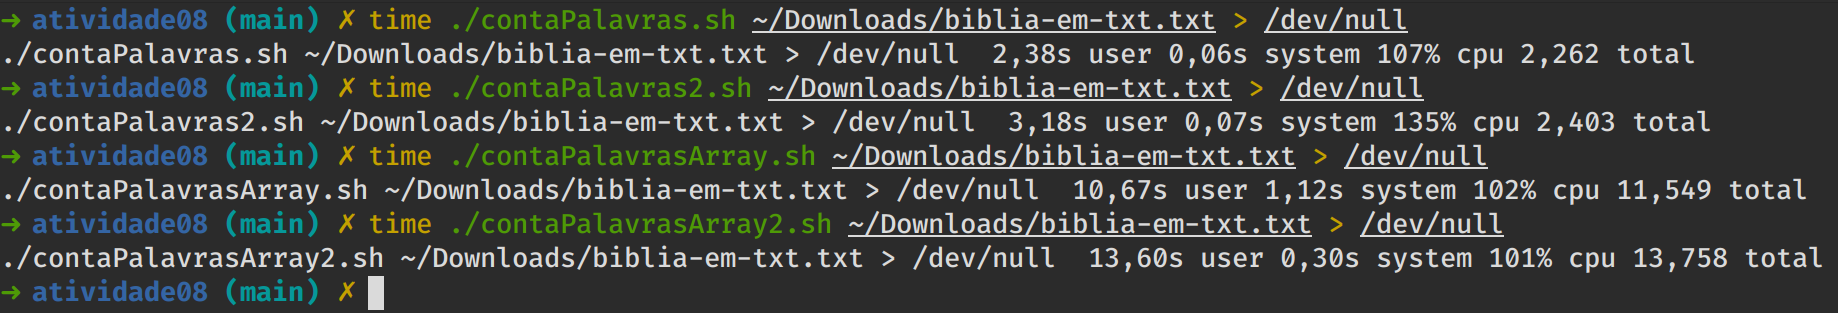 → atividade08 (main) ✗ time ./contaPalavras.sh ~/Downloads/biblia-em-txt.txt > /dev/null
./contaPalavras.sh ~/Downloads/biblia-em-txt.txt > /dev/null  2,38s user 0,06s system 107% cpu 2,262 total
→ atividade08 (main) ✗ time ./contaPalavras2.sh ~/Downloads/biblia-em-txt.txt > /dev/null
./contaPalavras2.sh ~/Downloads/biblia-em-txt.txt > /dev/null  3,18s user 0,07s system 135% cpu 2,403 total
→ atividade08 (main) ✗ time ./contaPalavrasArray.sh ~/Downloads/biblia-em-txt.txt > /dev/null
./contaPalavrasArray.sh ~/Downloads/biblia-em-txt.txt > /dev/null  10,67s user 1,12s system 102% cpu 11,549 total
→ atividade08 (main) ✗ time ./contaPalavrasArray2.sh ~/Downloads/biblia-em-txt.txt > /dev/null
./contaPalavrasArray2.sh ~/Downloads/biblia-em-txt.txt > /dev/null  13,60s user 0,30s system 101% cpu 13,758 total
→ atividade08 (main) ✗